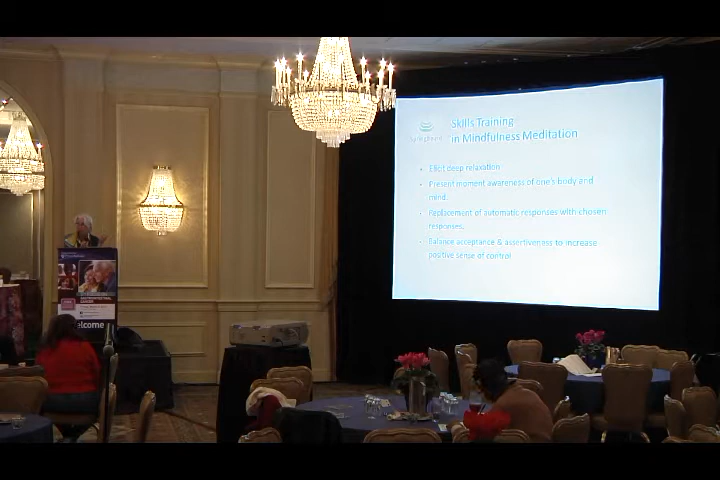 Skills Training
in Mindfulness Meditation
• Elicit deep relaxation
• Present moment awareness of one's body and
mind.
• Replacement of automatic responses with chosen
responses.
• Balance acceptance & assertiveness to increase
positive sense of control
elcome